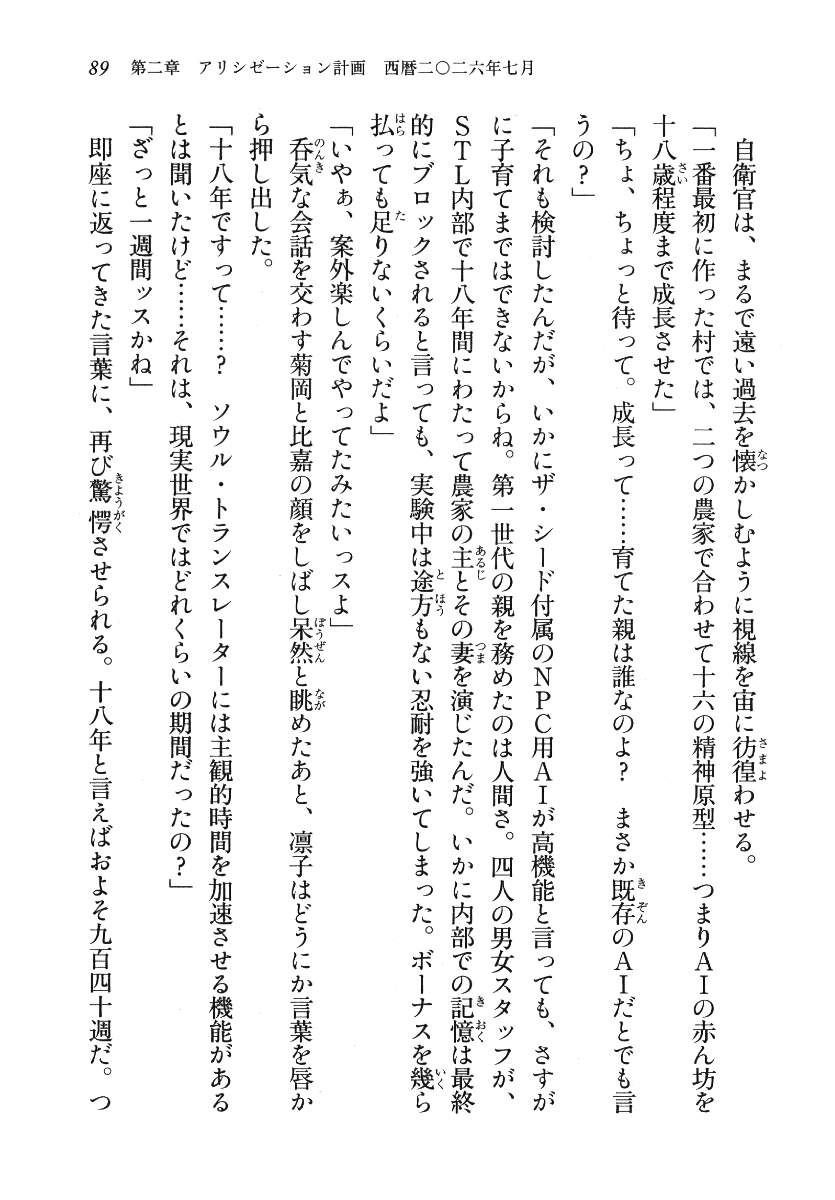 89　第二章　アリシゼーション計画　西暦二〇二六年七月
　自衛官は、まるで遠い過去を懐かしむように視線を宙に彷徨わせる。
「一番最初に作った村では、二つの農家で合わせて十六の精神原型……つまりＡＩの赤ん坊を
十八歳程度まで成長させた」
「ちょ、ちょっと待って。成長って……育てた親は誰なのよ？　まさか既存のＡＩだとでも言
うの？」
「それも検討したんだが、いかにザ・シード付属のＮＰＣ用ＡＩが高機能と言っても、さすが
に子育てまではできないからね。第一世代の親を務めたのは人間さ。四人の男女スタッフが、
ＳＴＬ内部で十八年間にわたって農家の主とその妻を演じたんだ。いかに内部での記憶は最終
的にブロックされると言っても、実験中は途方もない忍耐を強いてしまった。ボーナスを幾ら
払っても足りないくらいだよ」
「いやぁ、案外楽しんでやってたみたいっスよ」
　呑気な会話を交わす菊岡と比嘉の顔をしばし呆然と眺めたあと、凛子はどうにか言葉を唇か
ら押し出した。
「十八年ですって……？　ソウル・トランスレーターには主観的時間を加速させる機能がある
とは聞いたけど……それは、現実世界ではどれくらいの期間だったの？」
「ざっと一週間ッスかね」
　即座に返ってきた言葉に、再び驚愕させられる。十八年と言えばおよそ九百四十週だ。つ